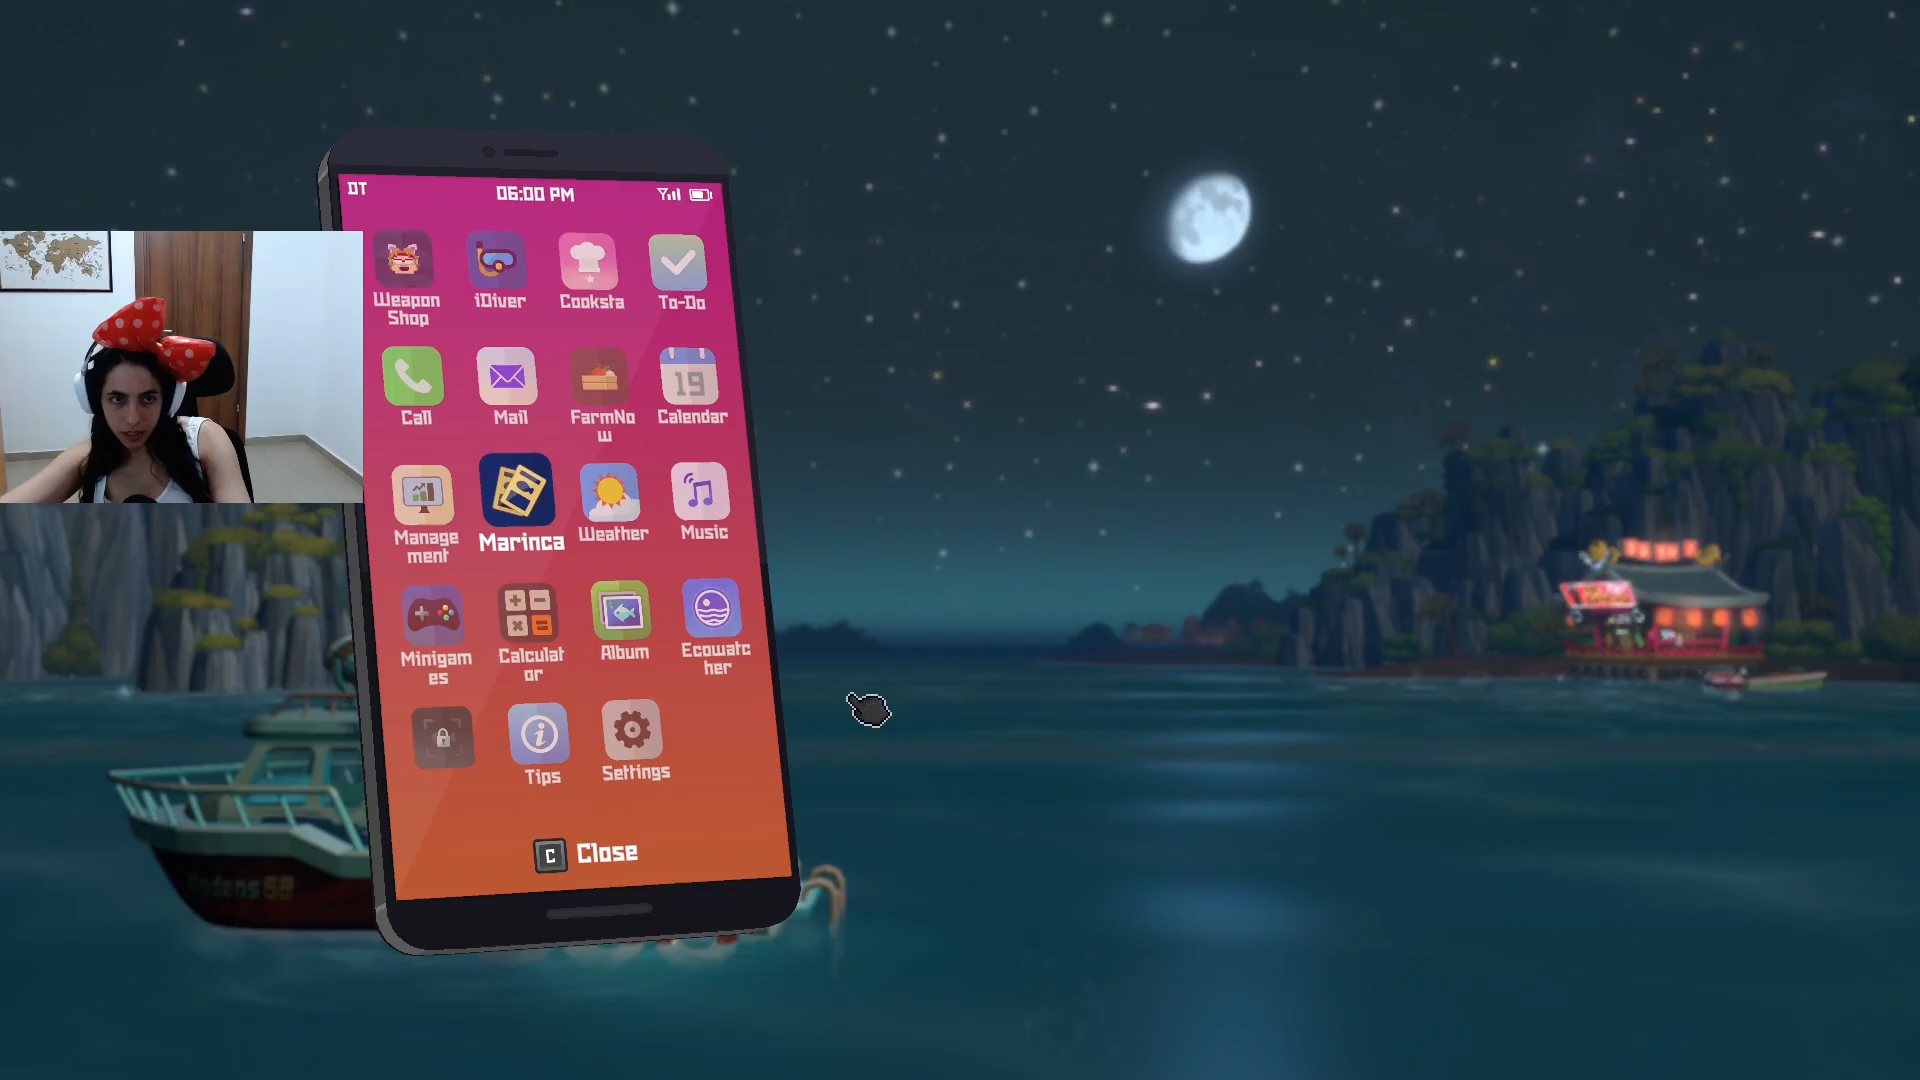 DT
06:00 PM
Weapon
Shop
iDiver
Cooksta
To-Do
Call
Mail
FarmNo
w
19
Calendar
Manage
ment
Marinca
Weather
Music
Minigam
es
Calculat
or
Album
Ecowatc
her
Tips
Settings
C
Close